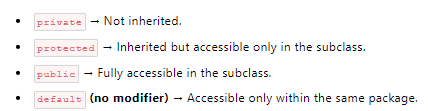 • private → Not inherited.
• protected → Inherited but accessible only in the subclass.
• public → Fully accessible in the subclass.
• default (no modifier) → Accessible only within the same package.